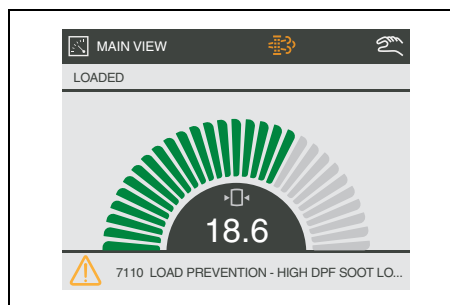 MAIN VIEW
LOADED
18.6
7110 LOAD PREVENTION - HIGH DPF SOOT LO...